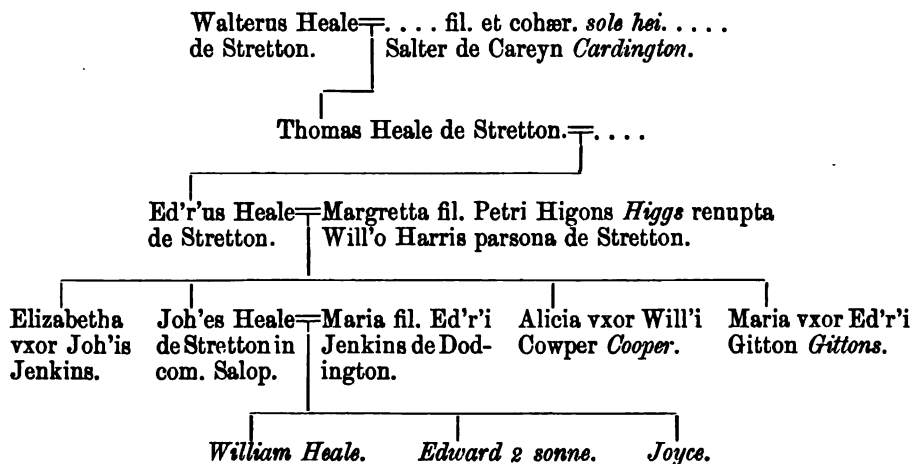 Walterus Heale=. . . . fil. et cohær. sole hei. . . . .
de Stretton. Salter de Careyn Cardington.
Thomas Heale de Stretton.=. . . .
Ed'r'us Heale=Margretta fil. Petri Higons Higgs renupta
de Stretton. Will'o Harris parsona de Stretton.
Elizabetha Joh'es Heale=Maria fil. Ed'r'i Alicia vxor Will'i Maria vxor Ed'r'i
vxor Joh'is de Stretton in Jenkins de Dod- Cowper Cooper. Gitton Gittons.
Jenkins. com. Salop. ington.
William Heale. Edward 2 sonne. Joyce.